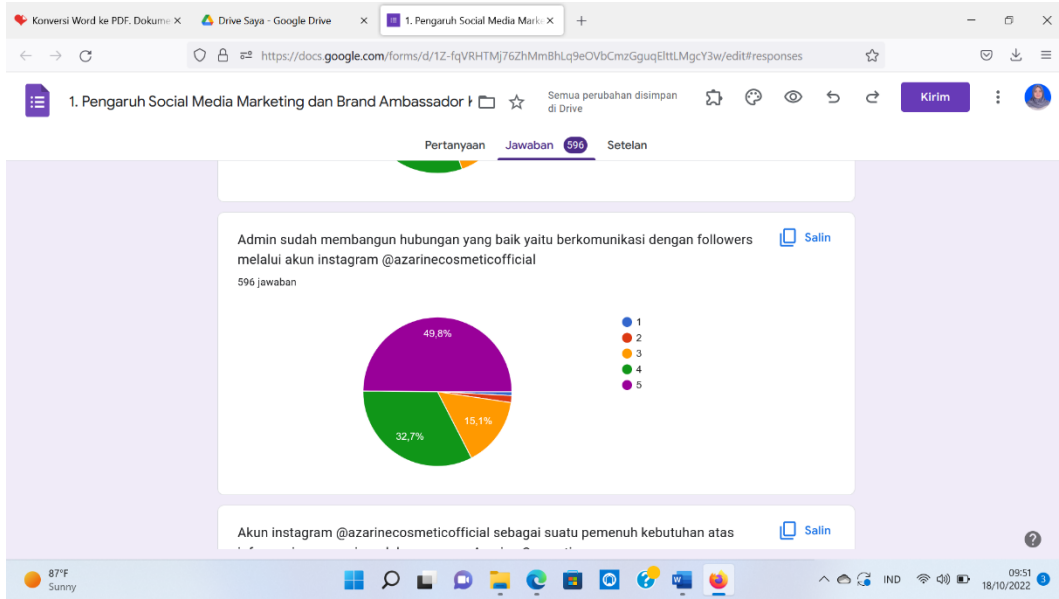 Konversi Word ke PDF. Dokume
Drive Saya - Google Drive
1. Pengaruh Social Media Marke
https://docs.google.com/forms/d/1Z-fqVRHTMj76ZhMmBhLq9eOVbCmzGguqElttLMgcY3w/edit#responses
1. Pengaruh Social Media Marketing dan Brand Ambassador
Semua perubahan disimpan
di Drive
Kirim
Pertanyaan Jawaban 596 Setelan
Admin sudah membangun hubungan yang baik yaitu berkomunikasi dengan followers
melalui akun instagram @azarinecosmeticofficial
Salin
596 jawaban
49,8%
32,7%
15,1%
1
2
3
4
5
Akun instagram @azarinecosmeticofficial sebagai suatu pemenuh kebutuhan atas
Salin
87°F
Sunny
IND
09:51
18/10/2022
3